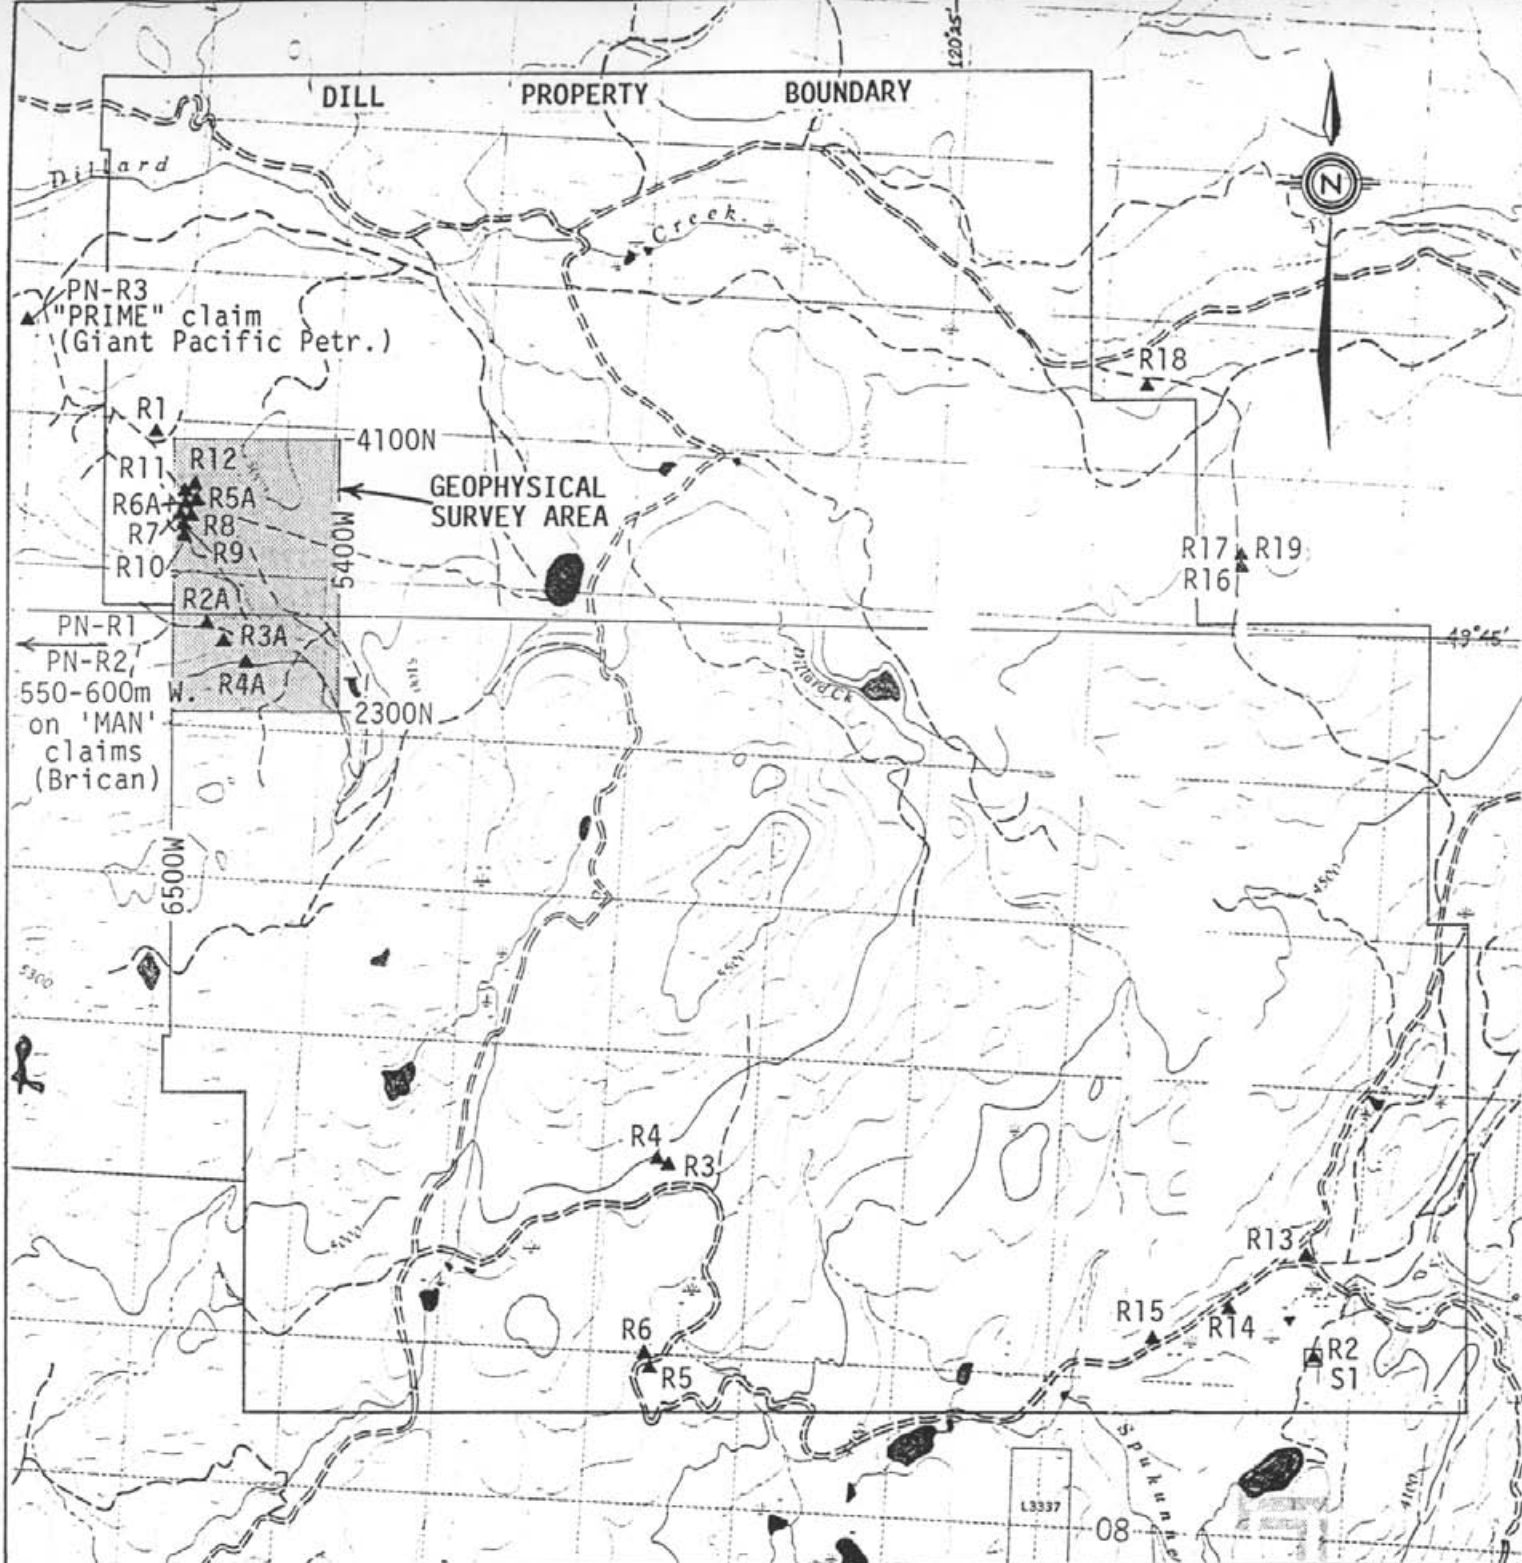 120°25'
DILL PROPERTY BOUNDARY
Dillard
Creek
N
PN-R3
"PRIME" claim
(Giant Pacific Petr.)
R18
R1
4100N
R12
R11
GEOPHYSICAL
SURVEY AREA
R6A
R5A
R7
R8
R9
R10
5400W
R17
R19
R16
R2A
PN-R1
R3A
49°45'
PN-R2
R4A
550-600m W.
on 'MAN'
claims
(Brican)
2300N
6500W
4500
5300
5500
R4
R3
R13
R15
R14
R6
R5
R2
S1
L3337
08
4100